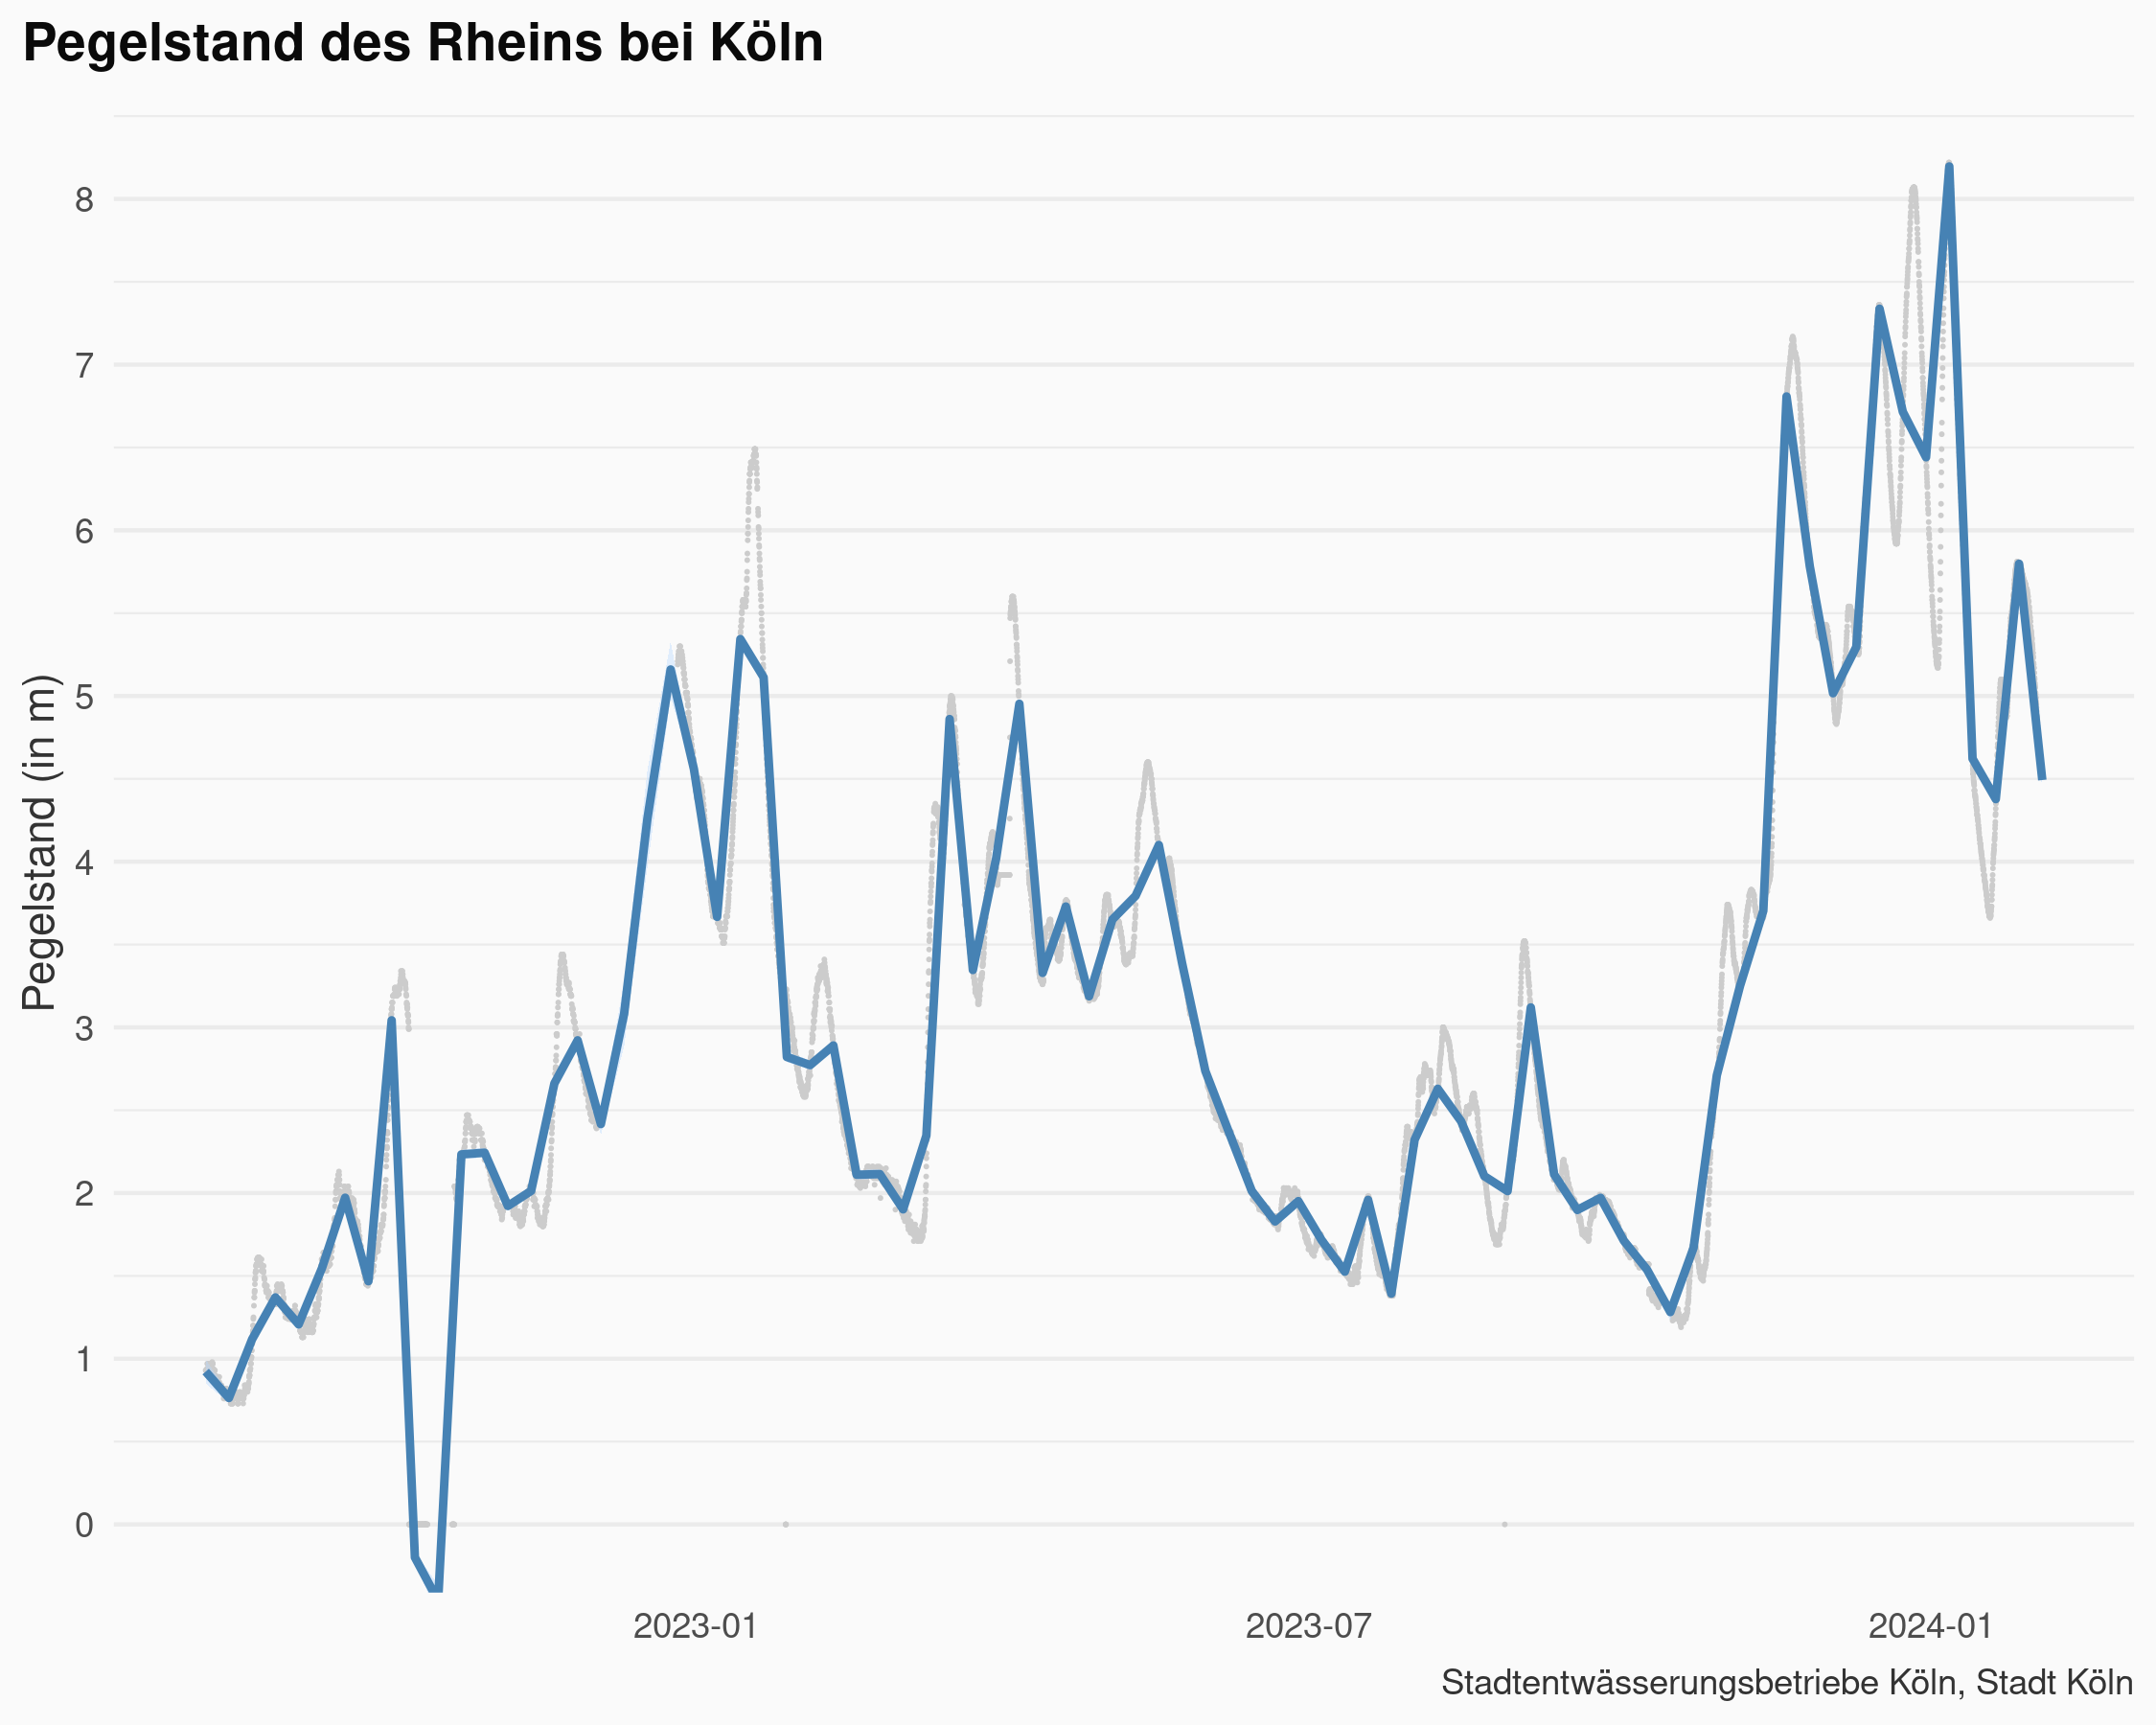 Pegelstand des Rheins bei Köln
Pegelstand (in m)
8
7
6
5
4
3
2
1
0
2023-01 2023-07 2024-01
Stadtentwässerungsbetriebe Köln, Stadt Köln